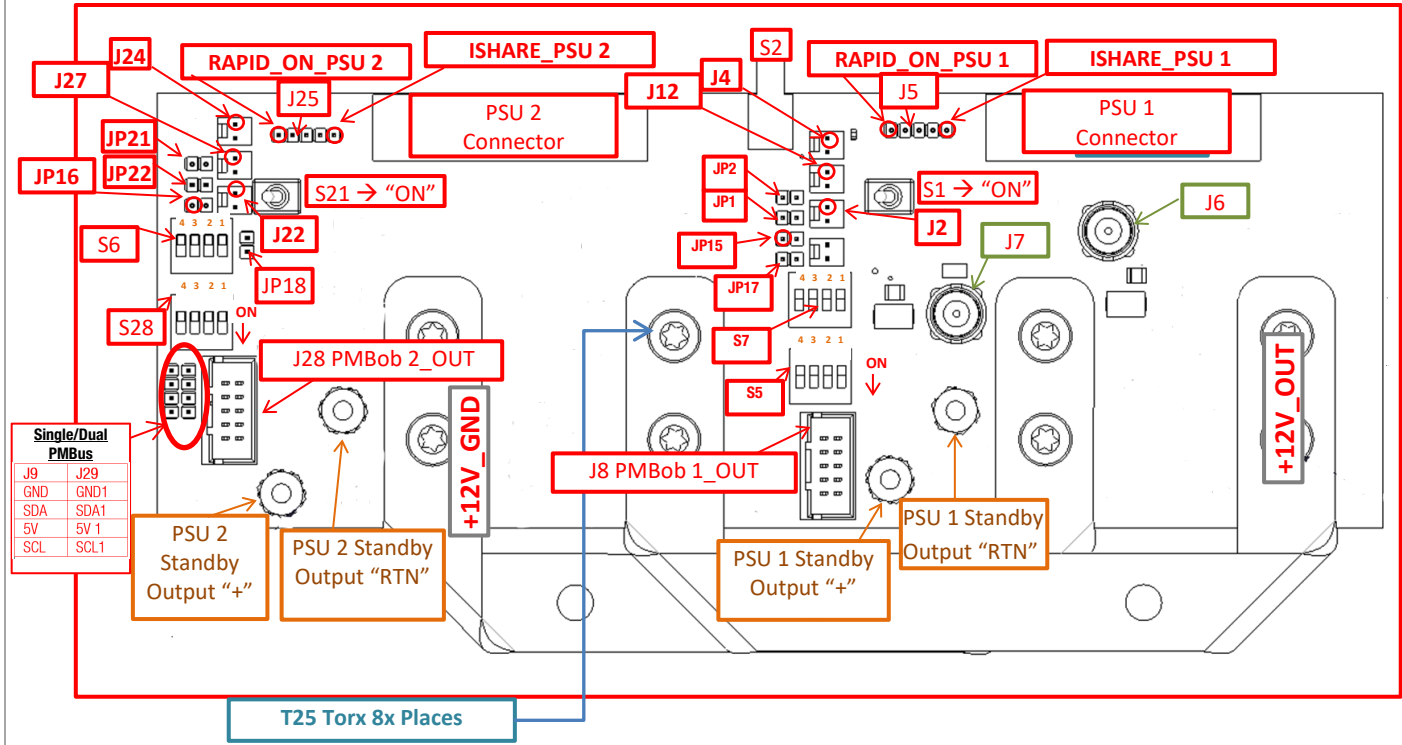 J24
RAPID_ON_PSU 2
ISHARE_PSU 2
S2
RAPID_ON_PSU 1
ISHARE_PSU 1
J27
J25
J4
J12
J5
PSU 2
Connector
PSU 1
Connector
JP21
JP22
JP16
S21 → “ON”
JP2
JP1
S1 → “ON”
J6
4 3 2 1
J22
J2
J7
S6
JP15
JP18
JP17
4 3 2 1
4 3 2 1
S28
ON
S7
4 3 2 1
ON
J28 PMBob 2_OUT
S5
+12V_GND
+12V_OUT
Single/Dual
PMBus
J9 J29
GND GND1
SDA SDA1
5V 5V 1
SCL SCL1
J8 PMBob 1_OUT
PSU 2
Standby
Output “+”
PSU 2 Standby
Output “RTN”
PSU 1 Standby
Output “+”
PSU 1 Standby
Output “RTN”
T25 Torx 8x Places